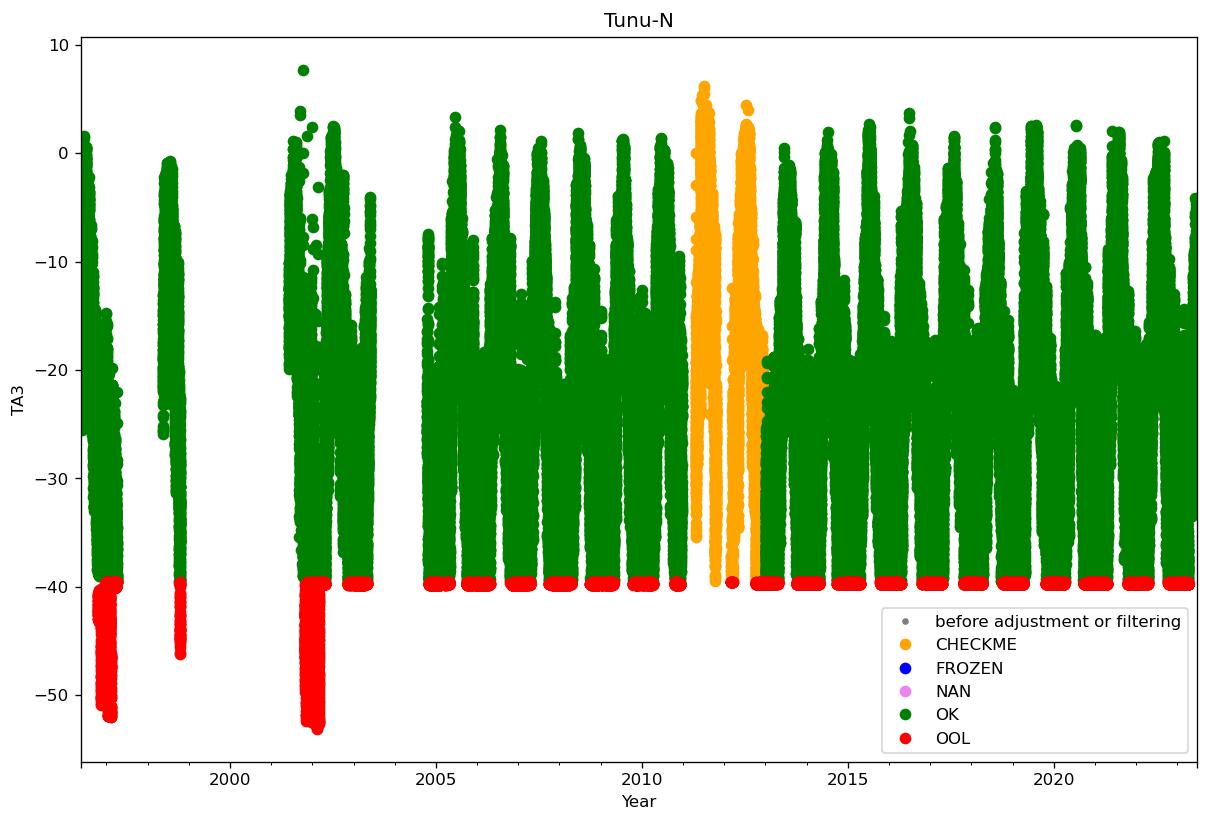 Tunu-N
10
0
−10
−20
−30
−40
−50
TA3
2000
2005
2010
2015
2020
Year
before adjustment or filtering
CHECKME
FROZEN
NAN
OK
OOL